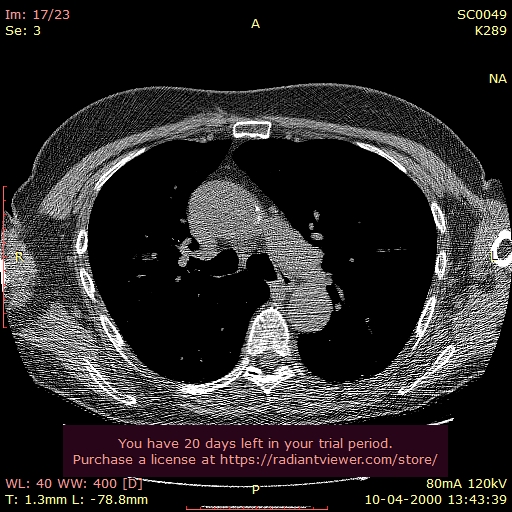 Im: 17/23
Se: 3
A
SC0049
K289
NA
R
L
You have 20 days left in your trial period.
Purchase a license at https://radiantviewer.com/store/
WL: 40 WW: 400 [D]
T: 1.3mm L: -78.8mm
P
80mA 120kV
10-04-2000 13:43:39